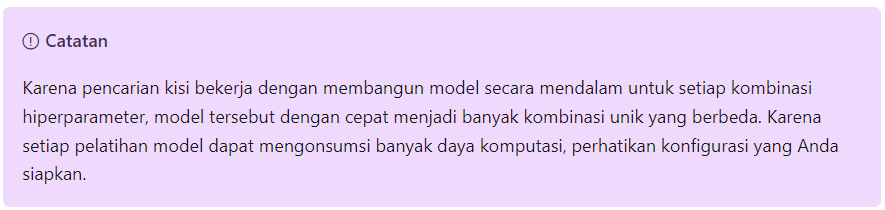 Catatan
Karena pencarian kisi bekerja dengan membangun model secara mendalam untuk setiap kombinasi
hiperparameter, model tersebut dengan cepat menjadi banyak kombinasi unik yang berbeda. Karena
setiap pelatihan model dapat mengonsumsi banyak daya komputasi, perhatikan konfigurasi yang Anda
siapkan.